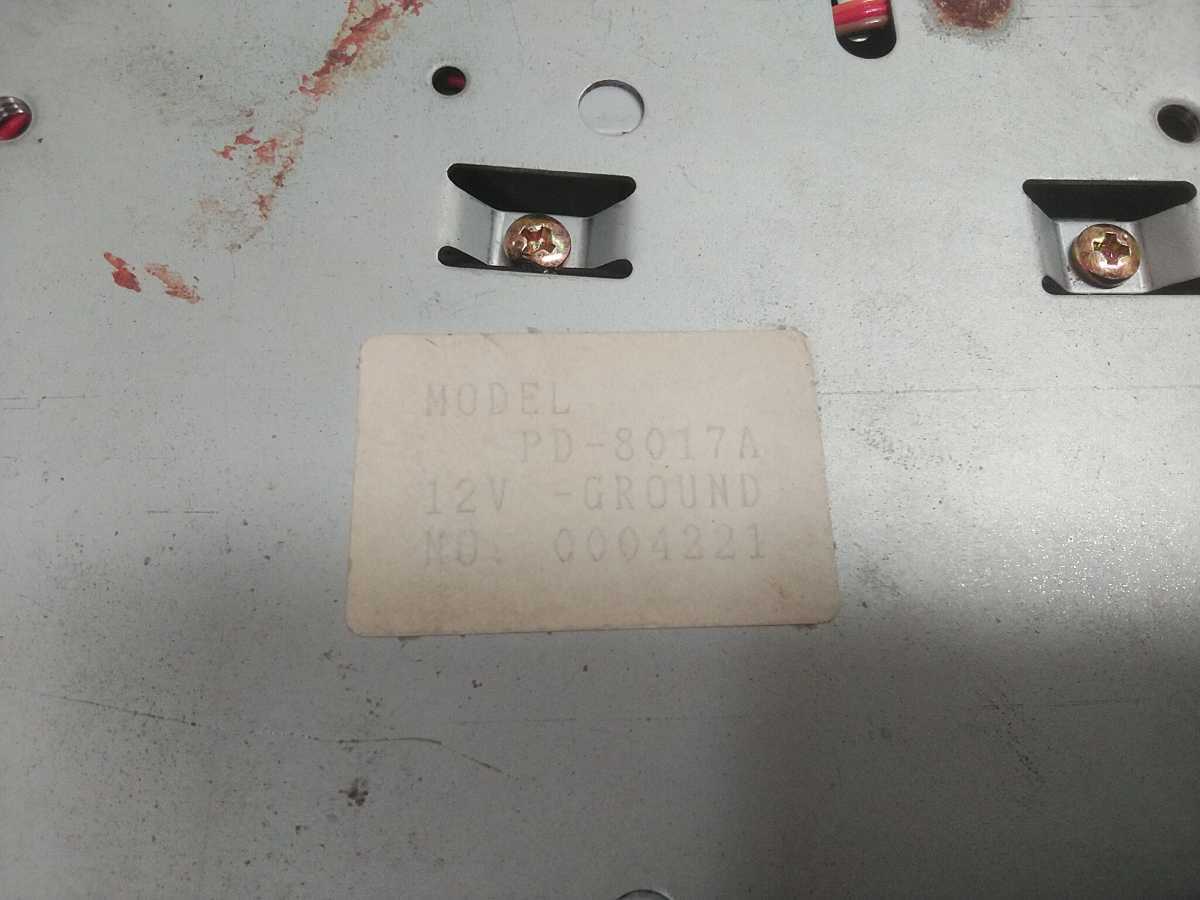 MODEL
PD-8017A
12V -GROUND
NO. 0004221